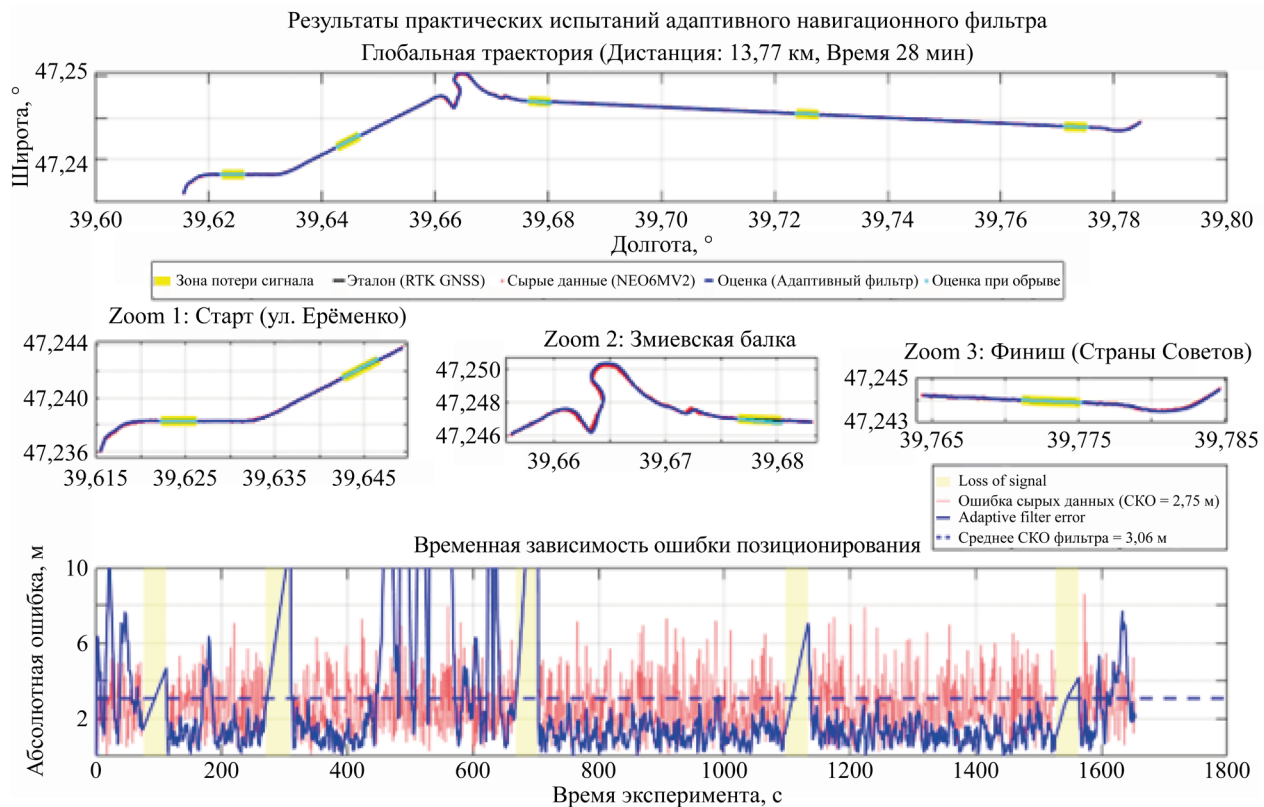 Результаты практических испытаний адаптивного навигационного фильтра
Глобальная траектория (Дистанция: 13,77 км, Время 28 мин)
Широта, °
47,25
47,24
39,60 39,62 39,64 39,66 39,68 39,70 39,72 39,74 39,76 39,78 39,80
Долгота, °
Зона потери сигнала Эталон (RTK GNSS) Сырые данные (NEO6MV2) Оценка (Адаптивный фильтр) Оценка при обрыве
Zoom 1: Старт (ул. Ерёменко)
47,244
47,240
47,236
39,615 39,625 39,635 39,645
Zoom 2: Змиевская балка
47,250
47,248
47,246
39,66 39,67 39,68
Zoom 3: Финиш (Страны Советов)
47,245
47,243
39,765 39,775 39,785
Loss of signal
Ошибка сырых данных (СКО = 2,75 м)
Adaptive filter error
Среднее СКО фильтра = 3,06 м
Временная зависимость ошибки позиционирования
Абсолютная ошибка, м
10
6
2
0 200 400 600 800 1000 1200 1400 1600 1800
Время эксперимента, с